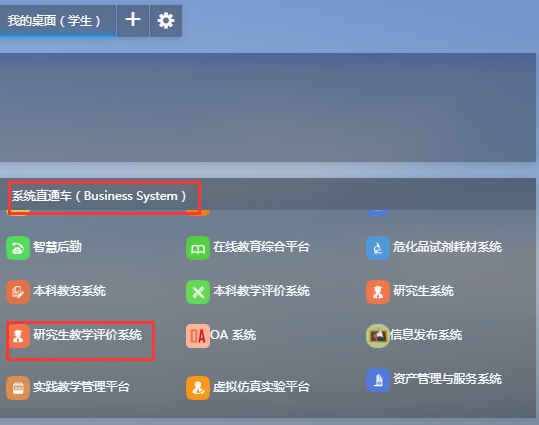 我的桌面（学生）
系统直通车（Business System）
智慧后勤 在线教育综合平台 危化品试剂耗材系统
本科教务系统 本科教学评价系统 研究生系统
研究生教学评价系统 OA OA 系统 信息发布系统
实践教学管理平台 虚拟仿真实验平台 资产管理与服务系统